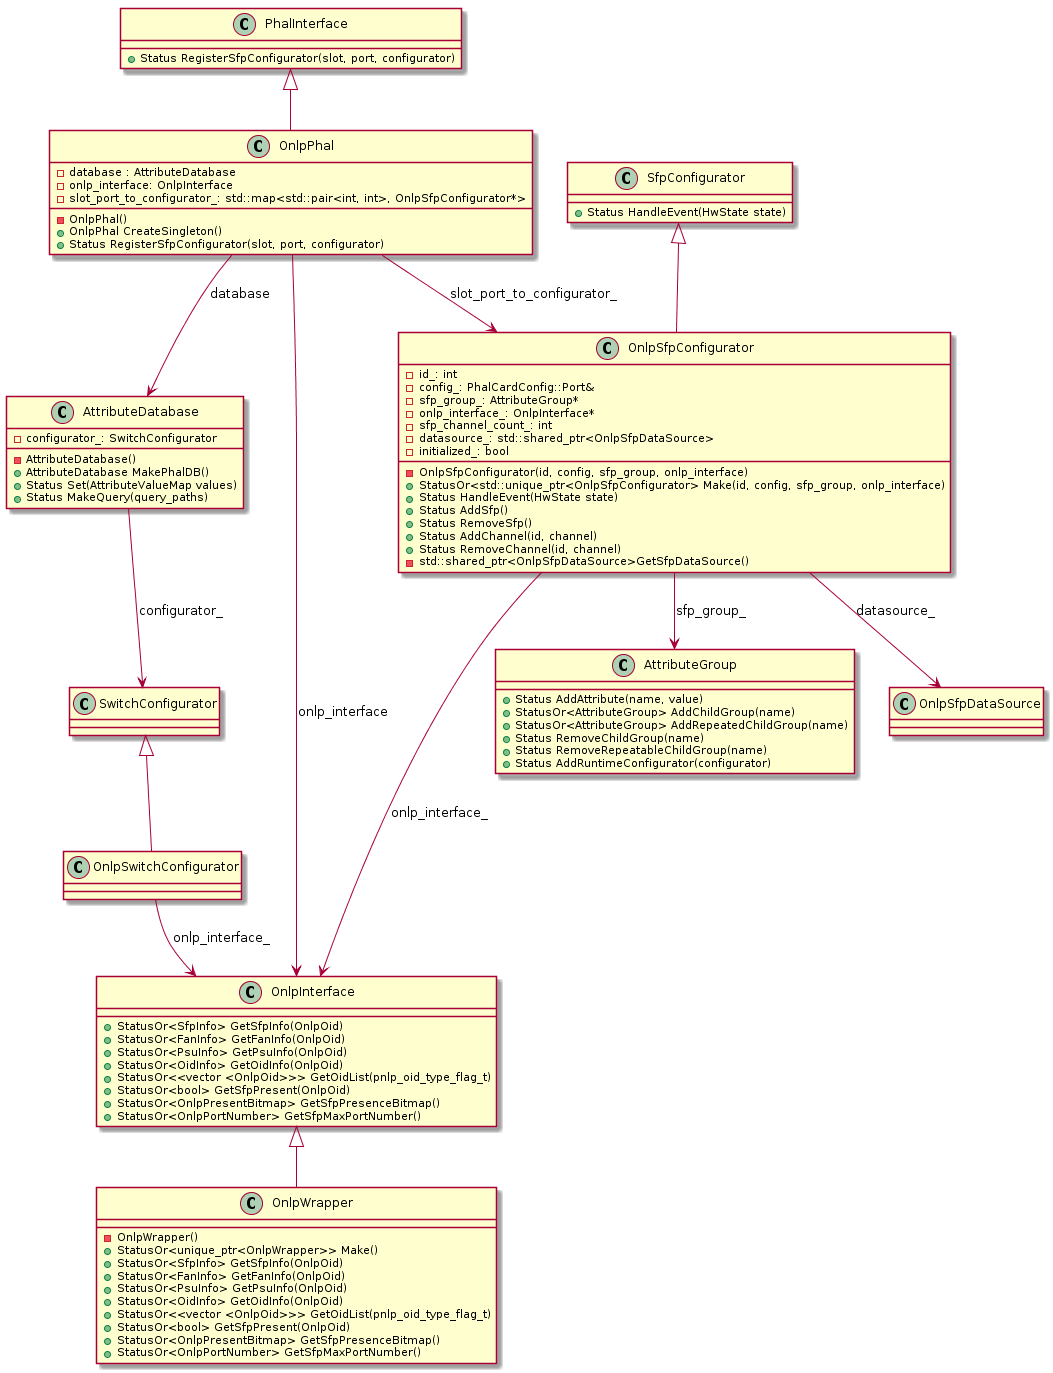 C PhalInterface
Status RegisterSfpConfigurator(slot, port, configurator)
C OnlpPhal
database : AttributeDatabase
onlp_interface: OnlpInterface
slot_port_to_configurator_: std::map<std::pair<int, int>, OnlpSfpConfigurator*>
OnlpPhal()
OnlpPhal CreateSingleton()
Status RegisterSfpConfigurator(slot, port, configurator)
C SfpConfigurator
Status HandleEvent(HwState state)
database
slot_port_to_configurator_
C OnlpSfpConfigurator
id_: int
config_: PhalCardConfig::Port&
sfp_group_: AttributeGroup*
onlp_interface_: OnlpInterface*
sfp_channel_count_: int
datasource_: std::shared_ptr<OnlpSfpDataSource>
initialized_: bool
OnlpSfpConfigurator(id, config, sfp_group, onlp_interface)
StatusOr<std::unique_ptr<OnlpSfpConfigurator> Make(id, config, sfp_group, onlp_interface)
Status HandleEvent(HwState state)
Status AddSfp()
Status RemoveSfp()
Status AddChannel(id, channel)
Status RemoveChannel(id, channel)
std::shared_ptr<OnlpSfpDataSource>GetSfpDataSource()
C AttributeDatabase
configurator_: SwitchConfigurator
AttributeDatabase()
AttributeDatabase MakePhalDB()
Status Set(AttributeValueMap values)
Status MakeQuery(query_paths)
configurator_
sfp_group_
datasource_
C SwitchConfigurator
onlp_interface
C AttributeGroup
Status AddAttribute(name, value)
StatusOr<AttributeGroup> AddChildGroup(name)
StatusOr<AttributeGroup> AddRepeatedChildGroup(name)
Status RemoveChildGroup(name)
Status RemoveRepeatableChildGroup(name)
Status AddRuntimeConfigurator(configurator)
C OnlpSfpDataSource
onlp_interface_
C OnlpSwitchConfigurator
onlp_interface_
C OnlpInterface
StatusOr<SfpInfo> GetSfpInfo(OnlpOid)
StatusOr<FanInfo> GetFanInfo(OnlpOid)
StatusOr<PsuInfo> GetPsuInfo(OnlpOid)
StatusOr<OidInfo> GetOidInfo(OnlpOid)
StatusOr<<vector <OnlpOid>>> GetOidList(pnlp_oid_type_flag_t)
StatusOr<bool> GetSfpPresent(OnlpOid)
StatusOr<OnlpPresentBitmap> GetSfpPresenceBitmap()
StatusOr<OnlpPortNumber> GetSfpMaxPortNumber()
C OnlpWrapper
OnlpWrapper()
StatusOr<unique_ptr<OnlpWrapper>> Make()
StatusOr<SfpInfo> GetSfpInfo(OnlpOid)
StatusOr<FanInfo> GetFanInfo(OnlpOid)
StatusOr<PsuInfo> GetPsuInfo(OnlpOid)
StatusOr<OidInfo> GetOidInfo(OnlpOid)
StatusOr<<vector <OnlpOid>>> GetOidList(pnlp_oid_type_flag_t)
StatusOr<bool> GetSfpPresent(OnlpOid)
StatusOr<OnlpPresentBitmap> GetSfpPresenceBitmap()
StatusOr<OnlpPortNumber> GetSfpMaxPortNumber()